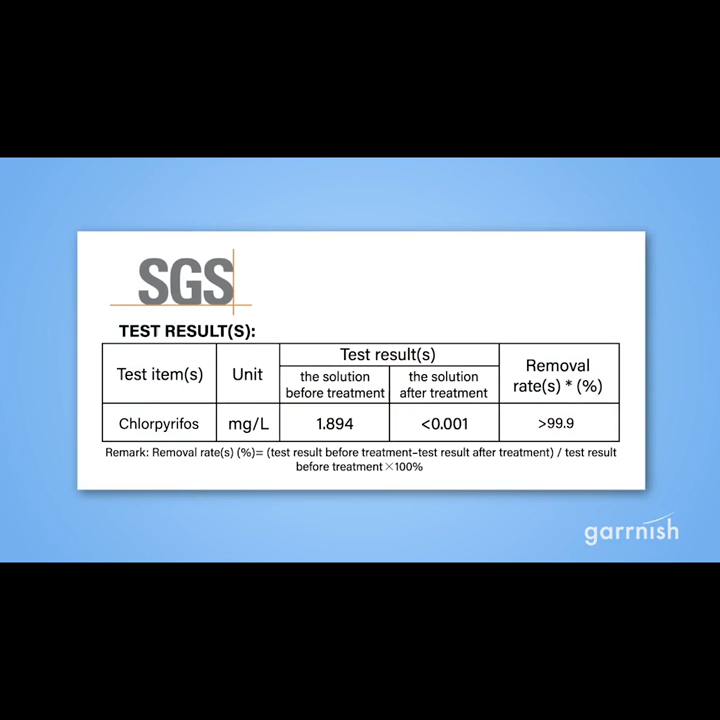 SGS
TEST RESULT(S):
Test item(s)
Unit
Test result(s)
the solution
before treatment
the solution
after treatment
Removal
rate(s) * (%)
Chlorpyrifos
mg/L
1.894
<0.001
>99.9
Remark: Removal rate(s) (%)= (test result before treatment–test result after treatment) / test result
before treatment×100%
garrnish